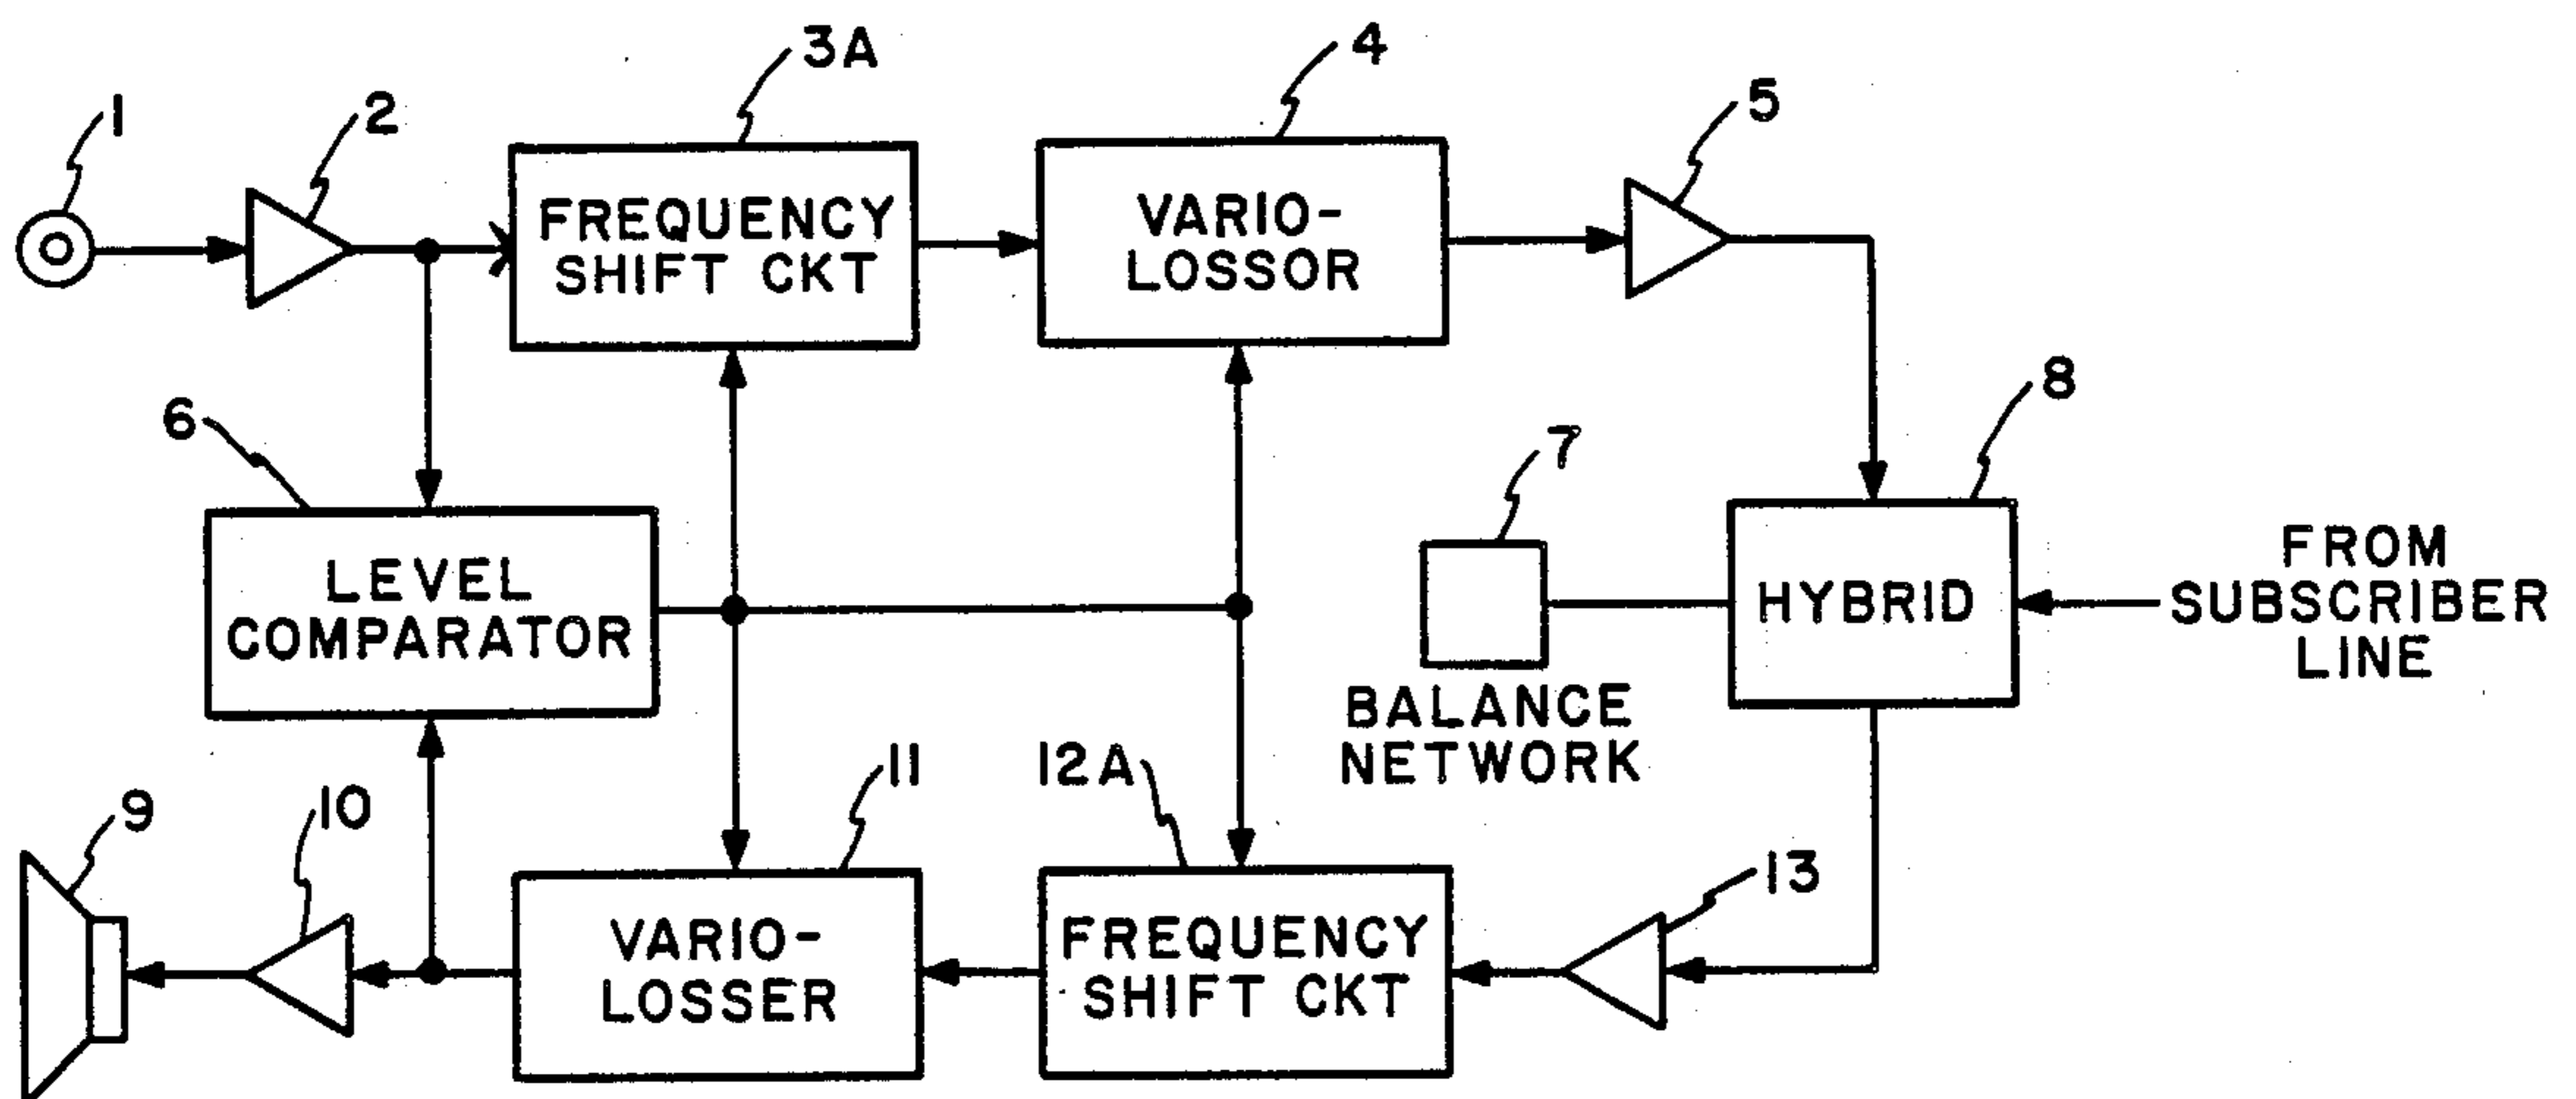 1
2
3A
4
5
FREQUENCY
SHIFT CKT
VARIO-
LOSSOR
6
7
8
LEVEL
COMPARATOR
HYBRID
FROM
SUBSCRIBER
LINE
BALANCE
NETWORK
9
10
11
12A
13
VARIO-
LOSSER
FREQUENCY
SHIFT CKT